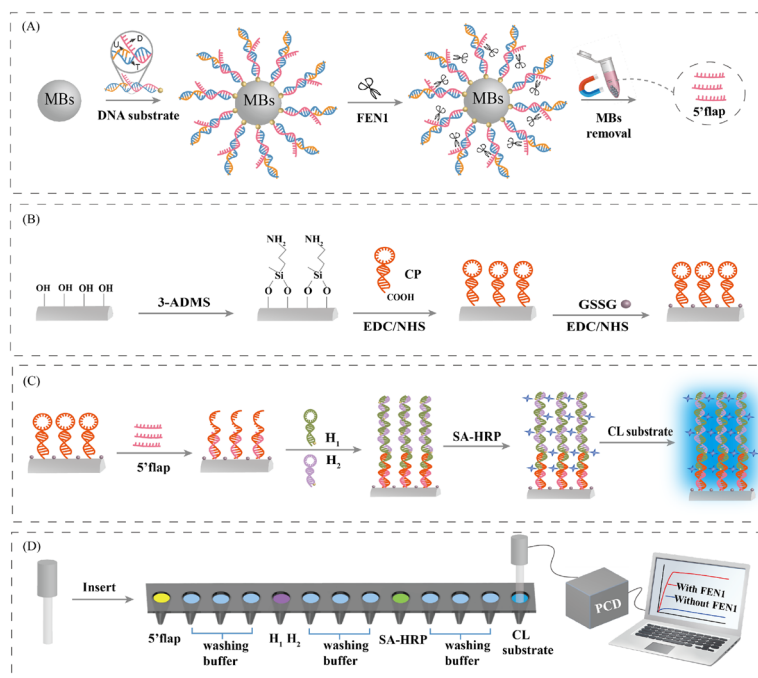 (A)
U
D
T
MBs
DNA substrate
MBs
FEN1
MBs
MBs
removal
5'flap
(B)
OH OH OH OH
3-ADMS
NH2 NH2
Si Si
O O O O
CP
COOH
EDC/NHS
GSSG
EDC/NHS
(C)
5'flap
H1
H2
SA-HRP
CL substrate
(D)
Insert
5'flap
washing
buffer
H1 H2
washing
buffer
SA-HRP
washing
buffer
CL
substrate
PCD
With FEN1
Without FEN1